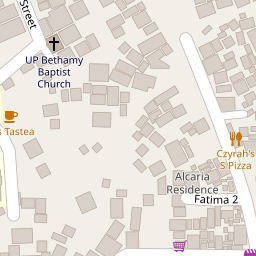 Street
UP Bethamy
Baptist
Church
s Tastea
Czyrah's
S Pizza
Alcaria
Residence
Fatima 2